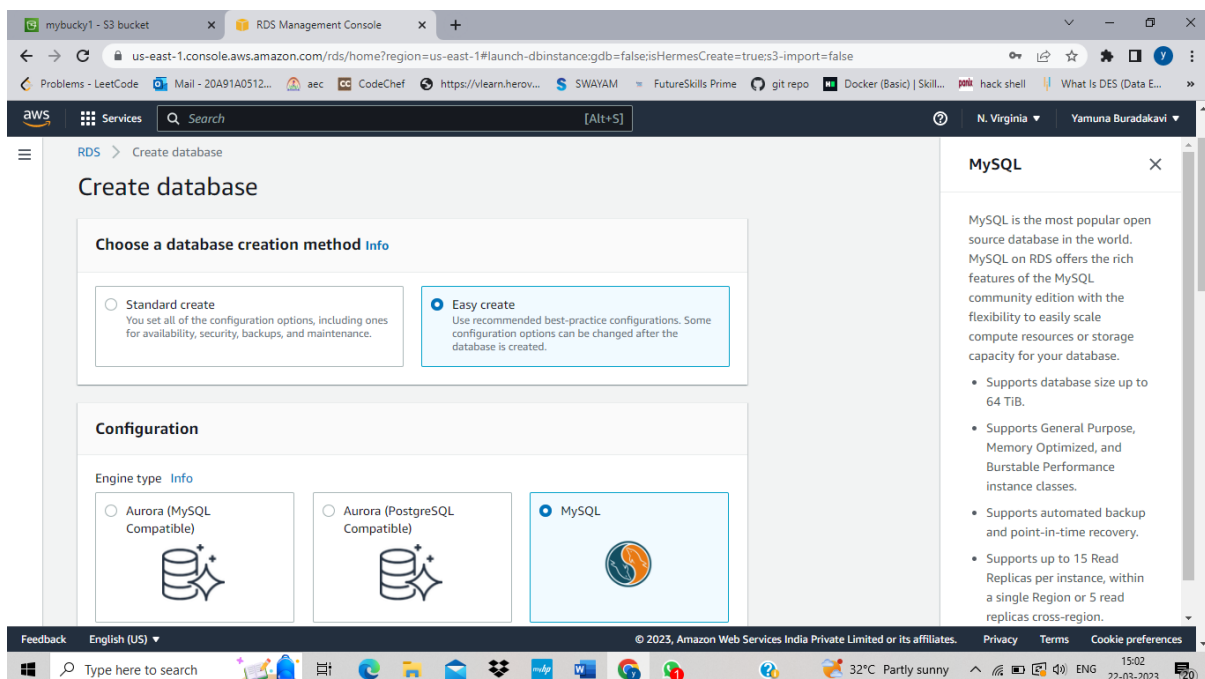 mybucky1 - S3 bucket
RDS Management Console
us-east-1.console.aws.amazon.com/rds/home?region=us-east-1#launch-dbinstance:gdb=false;isHermesCreate=true;s3-import=false
Problems - LeetCode
Mail - 20A91A0512...
aec
CC CodeChef
https://vlearn.herov...
SWAYAM
FutureSkills Prime
git repo
Docker (Basic) | Skill...
hack shell
What Is DES (Data E...
»
aws
Services
Search
[Alt+S]
N. Virginia
Yamuna Buradakavi
RDS > Create database
Create database
Choose a database creation method Info
Standard create
You set all of the configuration options, including ones
for availability, security, backups, and maintenance.
Easy create
Use recommended best-practice configurations. Some
configuration options can be changed after the
database is created.
Configuration
Engine type Info
Aurora (MySQL
Compatible)
Aurora (PostgreSQL
Compatible)
MySQL
MySQL
MySQL is the most popular open
source database in the world.
MySQL on RDS offers the rich
features of the MySQL
community edition with the
flexibility to easily scale
compute resources or storage
capacity for your database.
• Supports database size up to
64 TiB.
• Supports General Purpose,
Memory Optimized, and
Burstable Performance
instance classes.
• Supports automated backup
and point-in-time recovery.
• Supports up to 15 Read
Replicas per instance, within
a single Region or 5 read
replicas cross-region.
Feedback
English (US)
© 2023, Amazon Web Services India Private Limited or its affiliates.
Privacy
Terms
Cookie preferences
Type here to search
32°C Partly sunny
ENG
15:02
22-03-2023
20